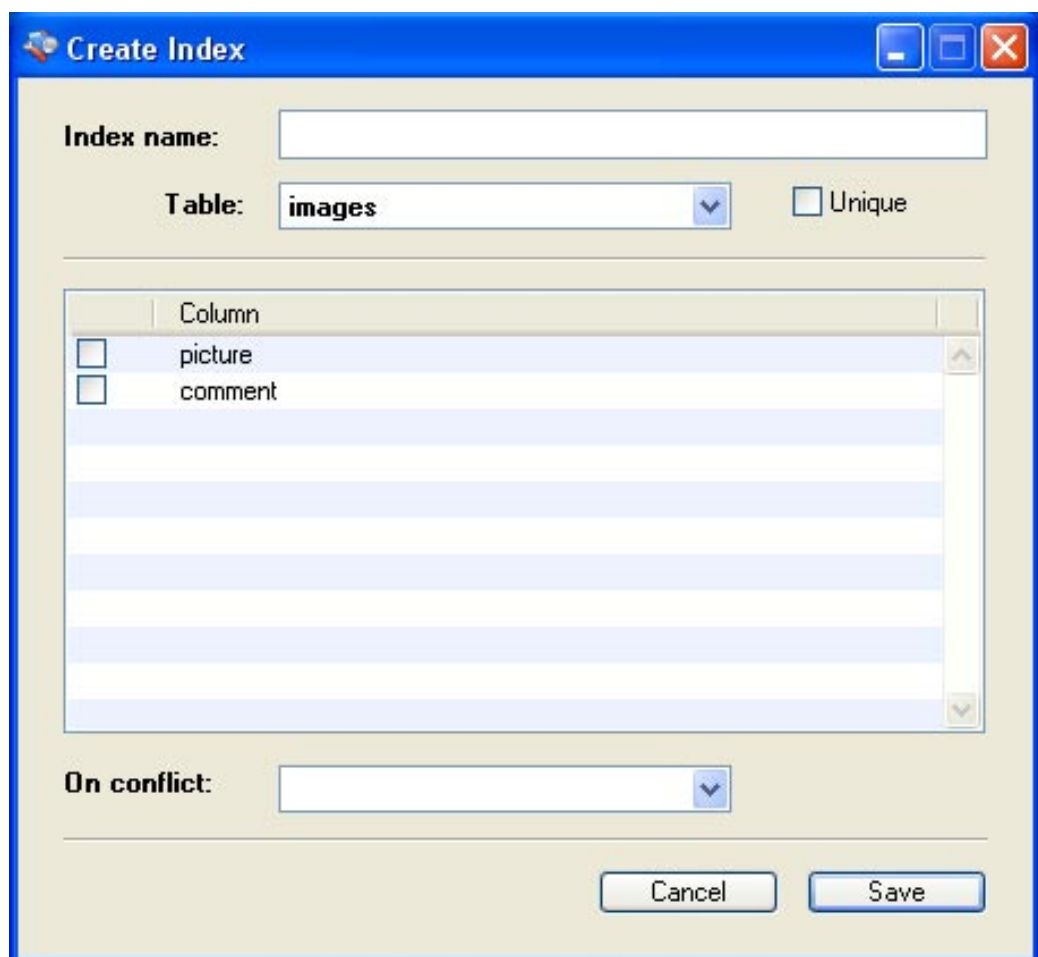 Create Index
Index name:
Table: images Unique
Column
picture
comment
On conflict:
Cancel Save